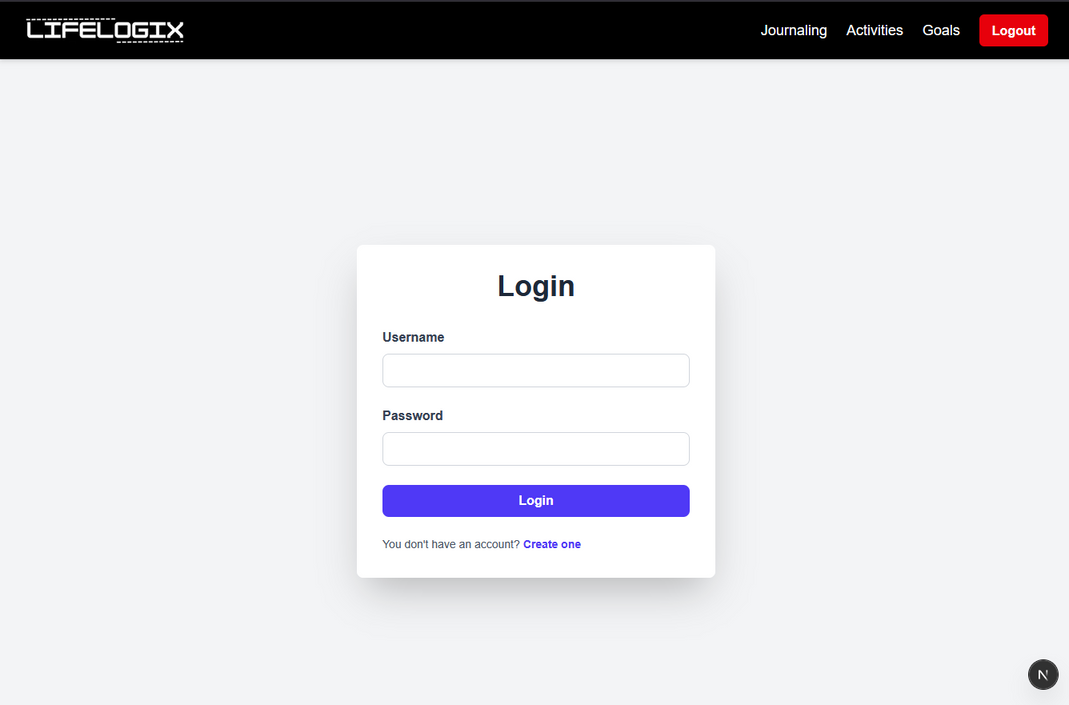 LIFELOGIX
Journaling Activities Goals Logout
Login
Username
Password
Login
You don't have an account? Create one
N